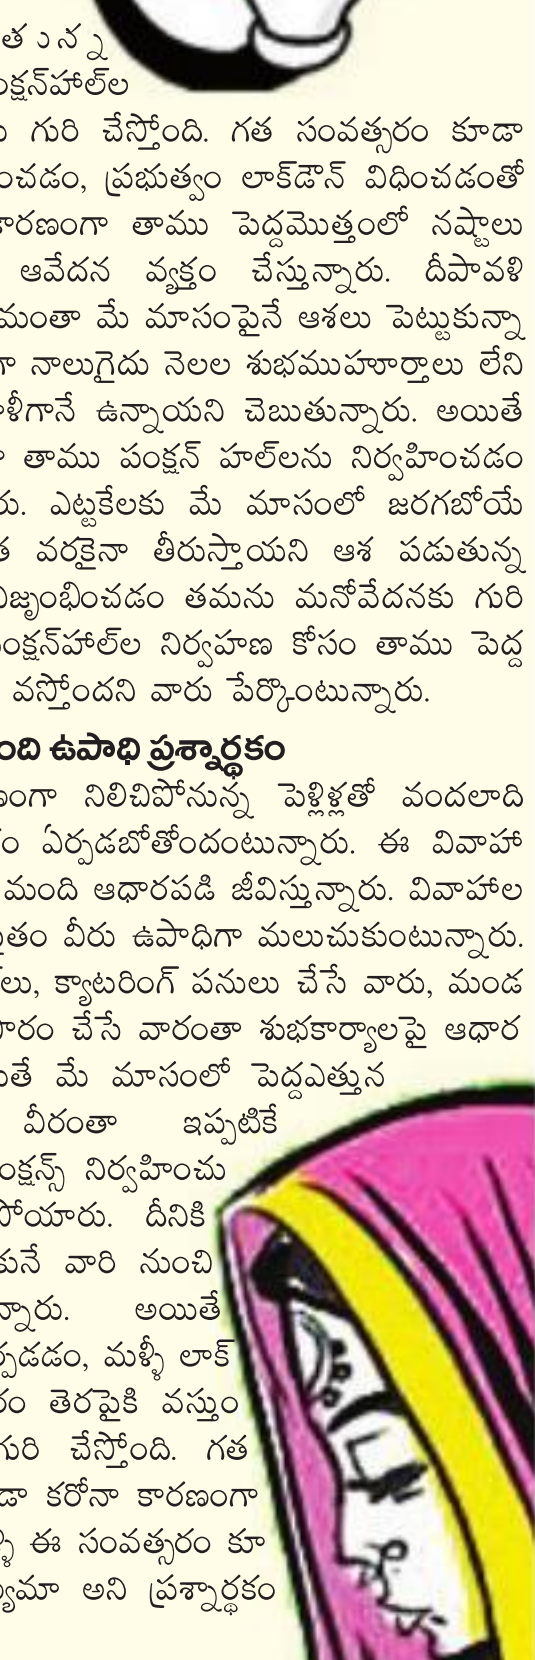 తున్న
ంక్షన్‌హాల్‌ల
గురి చేస్తోంది. గత సంవత్సరం కూడా
ంచడం, ప్రభుత్వం లాక్‌డౌన్ విధించడంతో
కారణంగా తాము పెద్దమొత్తంలో నష్టాలు
ఆవేదన వ్యక్తం చేస్తున్నారు. దీపావళి
మంతా మే మాసంపైనే ఆశలు పెట్టుకున్నా
గా నాలుగైదు నెలల శుభముహూర్తాలు లేని
ళీగానే ఉన్నాయని చెబుతున్నారు. అయితే
తాము పంక్షన్ హల్‌లను నిర్వహించడం
రు. ఎట్టకేలకు మే మాసంలో జరగబోయే
త వరకైనా తీరుస్తాయని ఆశ పడుతున్న
విజృంభించడం తమను మనోవేదనకు గురి
ంక్షన్‌హాల్‌ల నిర్వహణ కోసం తాము పెద్ద
వస్తోందని వారు పేర్కొంటున్నారు.
ంది ఉపాధి ప్రశ్నార్థకం
ణంగా నిలిచిపోనున్న పెళ్లిళ్లతో వందలాది
ం ఏర్పడబోతోందంటున్నారు. ఈ వివాహా
మంది ఆధారపడి జీవిస్తున్నారు. వివాహాల
తం వీరు ఉపాధిగా మలుచుకుంటున్నారు.
లు, క్యాటరింగ్ పనులు చేసే వారు, మండ
పారం చేసే వారంతా శుభకార్యాలపై ఆధార
తే మే మాసంలో పెద్దఎత్తున
వీరంతా ఇప్పటికే
ంక్షన్స్ నిర్వహించు
పోయారు. దీనికి
కునే వారి నుంచి
న్నారు. అయితే
ర్పడడం, మళ్ళీ లాక్
రం తెరపైకి వస్తుం
గురి చేస్తోంది. గత
డా కరోనా కారణంగా
ళ్ళి ఈ సంవత్సరం కూ
్యమా అని ప్రశ్నార్థకం